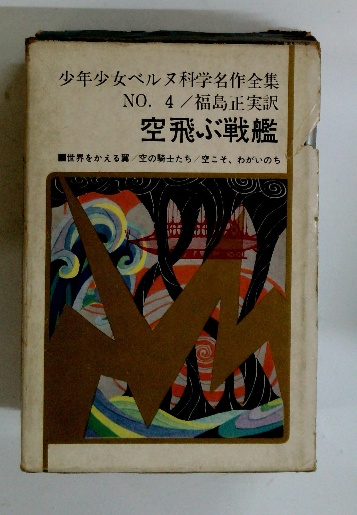 少年少女ベルヌ科学名作全集
NO. 4／福島正実訳
空飛ぶ戦艦
■世界をかえる翼／空の騎士たち／空こそ、わがいのち